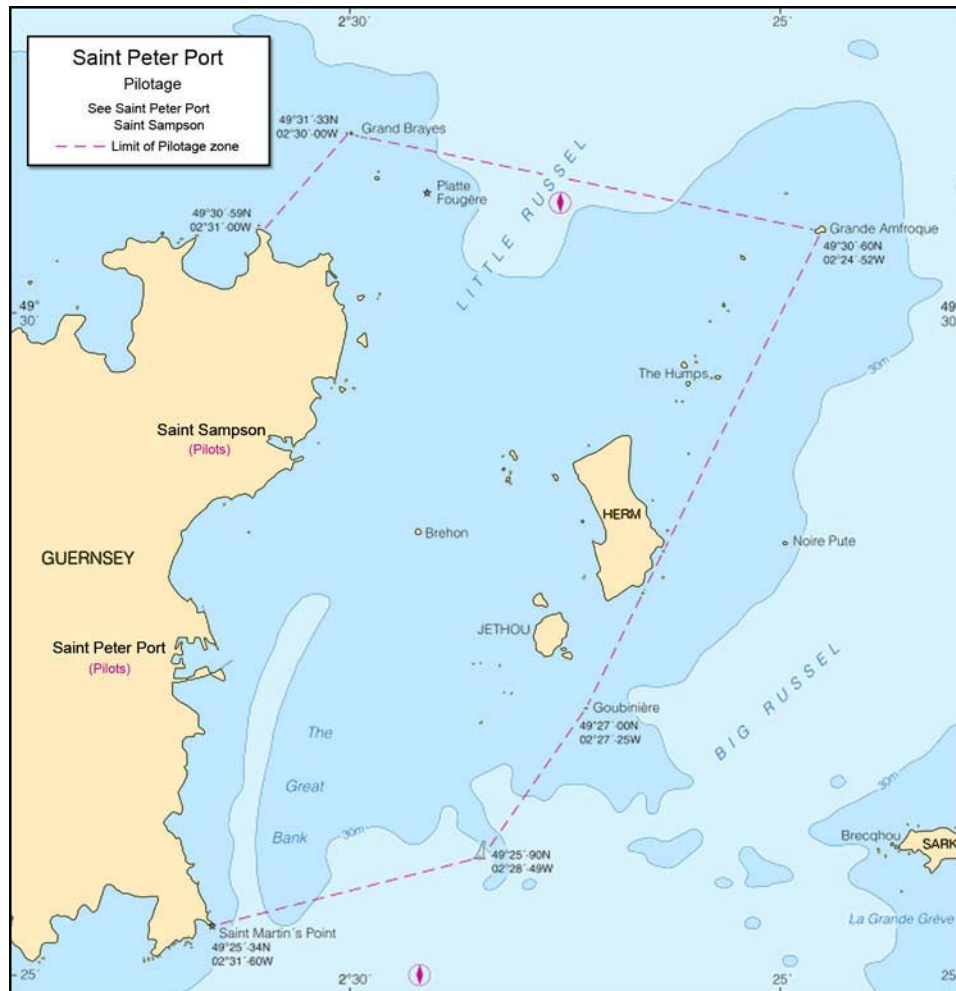 2°30´
25´
Saint Peter Port
Pilotage
See Saint Peter Port
Saint Sampson
Limit of Pilotage zone
49°31´·33N
02°30´·00W
Grand Brayes
Platte
Fougère
LITTLE RUSSEL
49°30´·59N
02°31´·00W
Grande Amfroque
49°30´·60N
02°24´·52W
49°
30´
49°
30´
30m
The Humps
Saint Sampson
(Pilots)
HERM
GUERNSEY
Brehon
Noire Pute
JETHOU
Saint Peter Port
(Pilots)
BIG RUSSEL
Goubinière
49°27´·00N
02°27´·25W
The
Great
Bank
30m
30m
Brecqhou
SARK
49°25´·90N
02°28´·49W
La Grande Grève
Saint Martin´s Point
49°25´·34N
02°31´·60W
25´
2°30´
25´